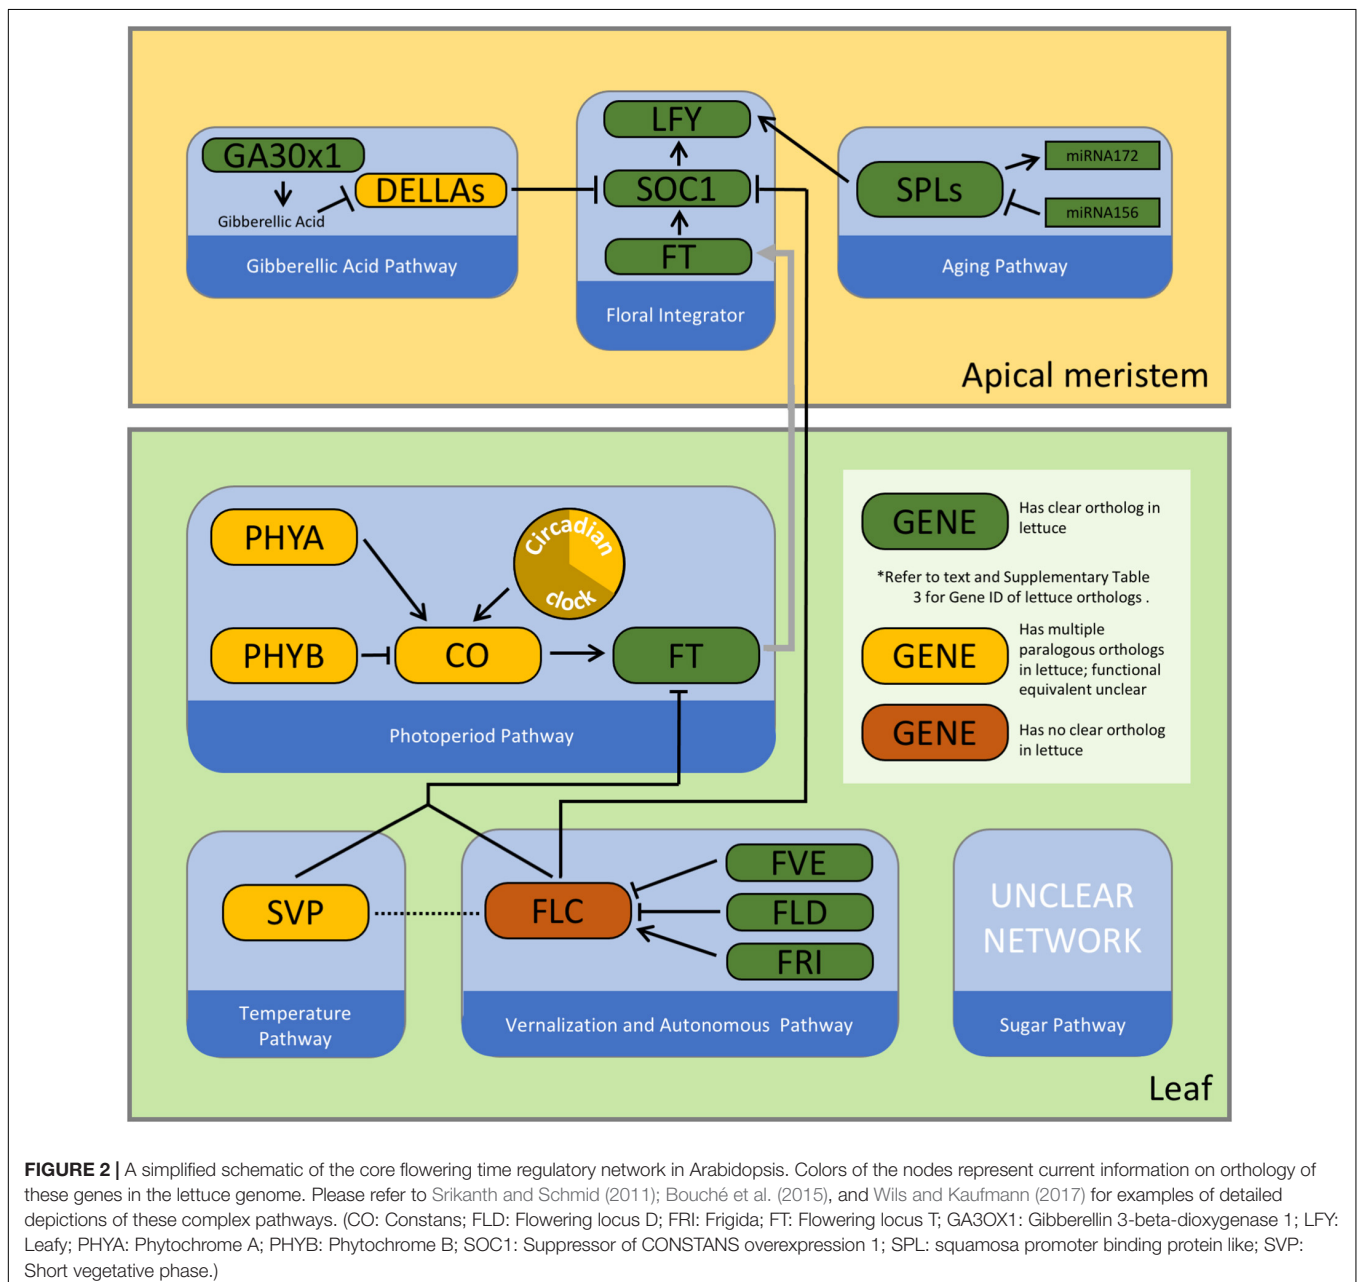 LFY
GA30x1
DELLAs
Gibberellic Acid
Gibberellic Acid Pathway
SOC1
FT
Floral Integrator
SPLs
miRNA172
miRNA156
Aging Pathway
Apical meristem
PHYA
Circadian
clock
PHYB
CO
FT
Photoperiod Pathway
GENE
Has clear ortholog in
lettuce
*Refer to text and Supplementary Table
3 for Gene ID of lettuce orthologs .
GENE
Has multiple
paralogous orthologs
in lettuce; functional
equivalent unclear
GENE
Has no clear ortholog
in lettuce
SVP
Temperature
Pathway
FLC
FVE
FLD
FRI
Vernalization and Autonomous Pathway
UNCLEAR
NETWORK
Sugar Pathway
Leaf
FIGURE 2 | A simplified schematic of the core flowering time regulatory network in Arabidopsis. Colors of the nodes represent current information on orthology of
these genes in the lettuce genome. Please refer to Srikanth and Schmid (2011); Bouché et al. (2015), and Wils and Kaufmann (2017) for examples of detailed
depictions of these complex pathways. (CO: Constans; FLD: Flowering locus D; FRI: Frigida; FT: Flowering locus T; GA3OX1: Gibberellin 3-beta-dioxygenase 1; LFY:
Leafy; PHYA: Phytochrome A; PHYB: Phytochrome B; SOC1: Suppressor of CONSTANS overexpression 1; SPL: squamosa promoter binding protein like; SVP:
Short vegetative phase.)